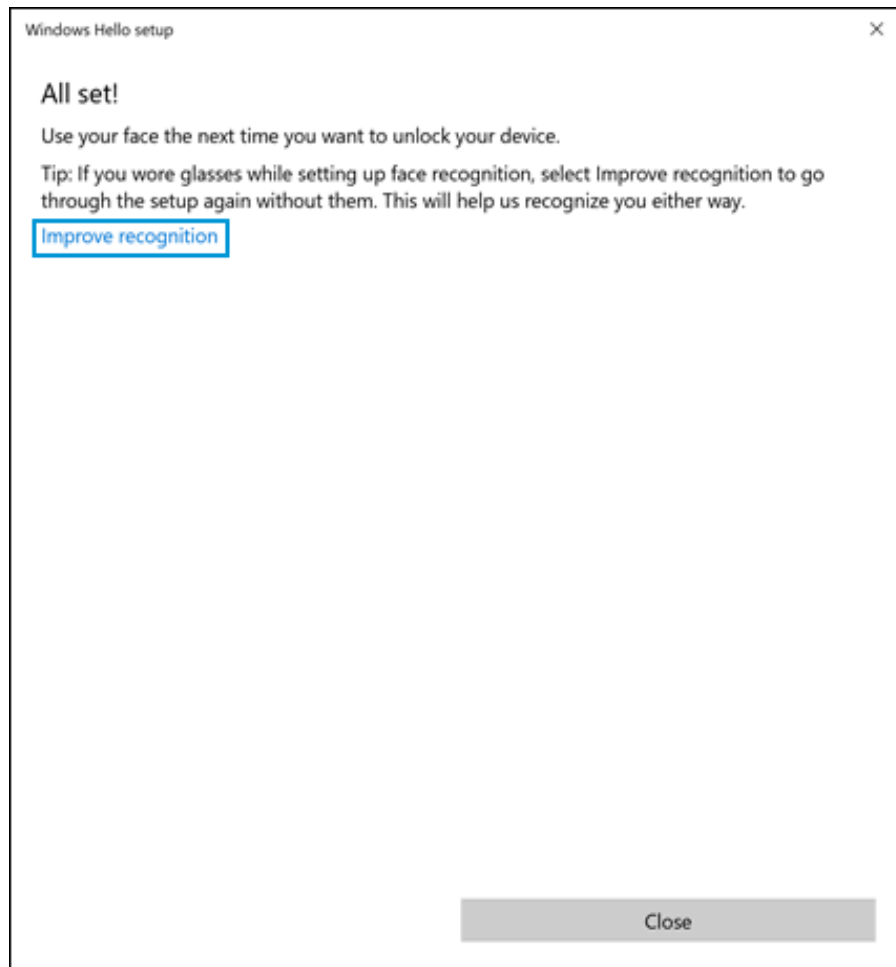 Windows Hello setup
All set!
Use your face the next time you want to unlock your device.
Tip: If you wore glasses while setting up face recognition, select Improve recognition to go
through the setup again without them. This will help us recognize you either way.
Improve recognition
Close